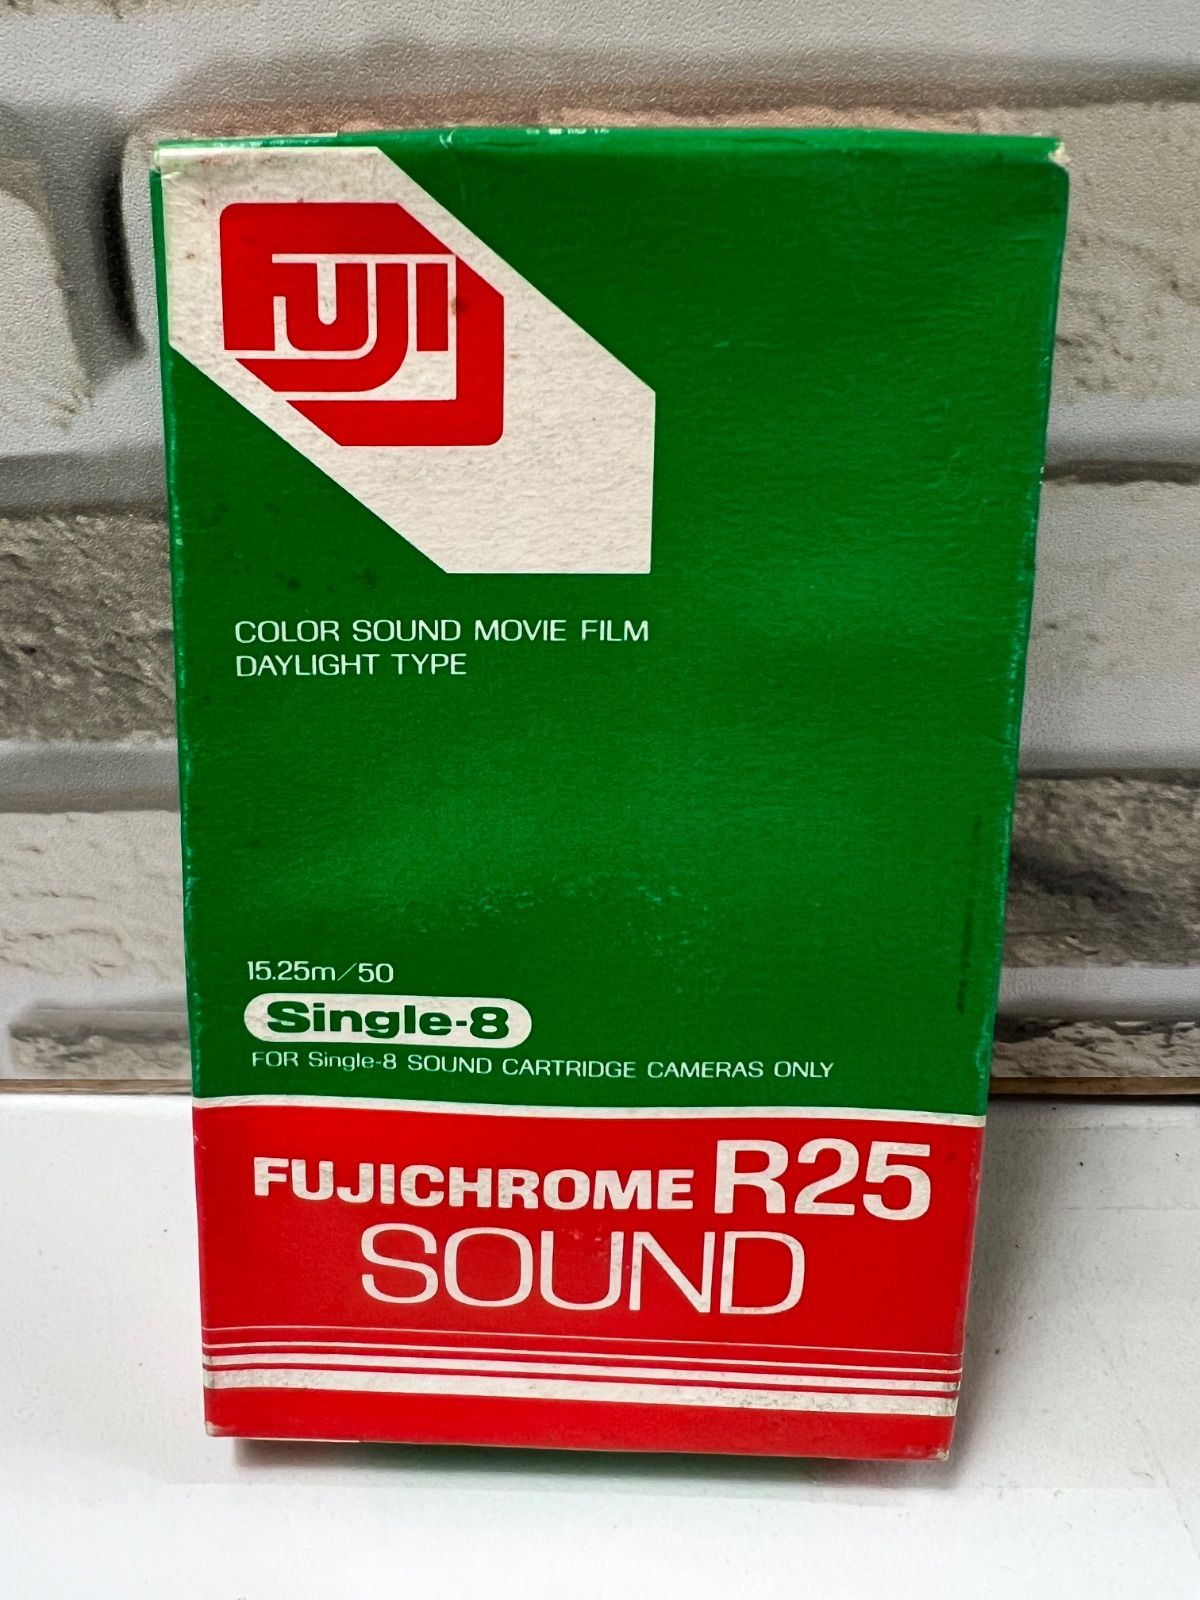 FUJI
COLOR SOUND MOVIE FILM
DAYLIGHT TYPE
15.25m/50
Single-8
FOR Single-8 SOUND CARTRIDGE CAMERAS ONLY
FUJICHROME R25
SOUND